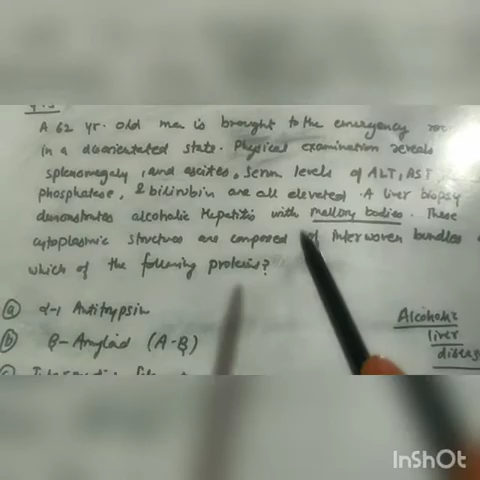 A 62 yr. old man is brought to the emergency
in a disorientated state. Physical examination reveals
splenomegaly, and ascites, Serum levels of ALT, AST
phosphatase, & bilirubin are all elevated. A liver biopsy
demonstrates alcoholic Hepatitis with mallory bodies. These
cytoplasmic structures are composed of interwoven bundles
which of the following proteins?
(a) α-1 Antitrypsin
(b) β-Amyloid (A-β)
Alcoholic
liver
disease
InShOt